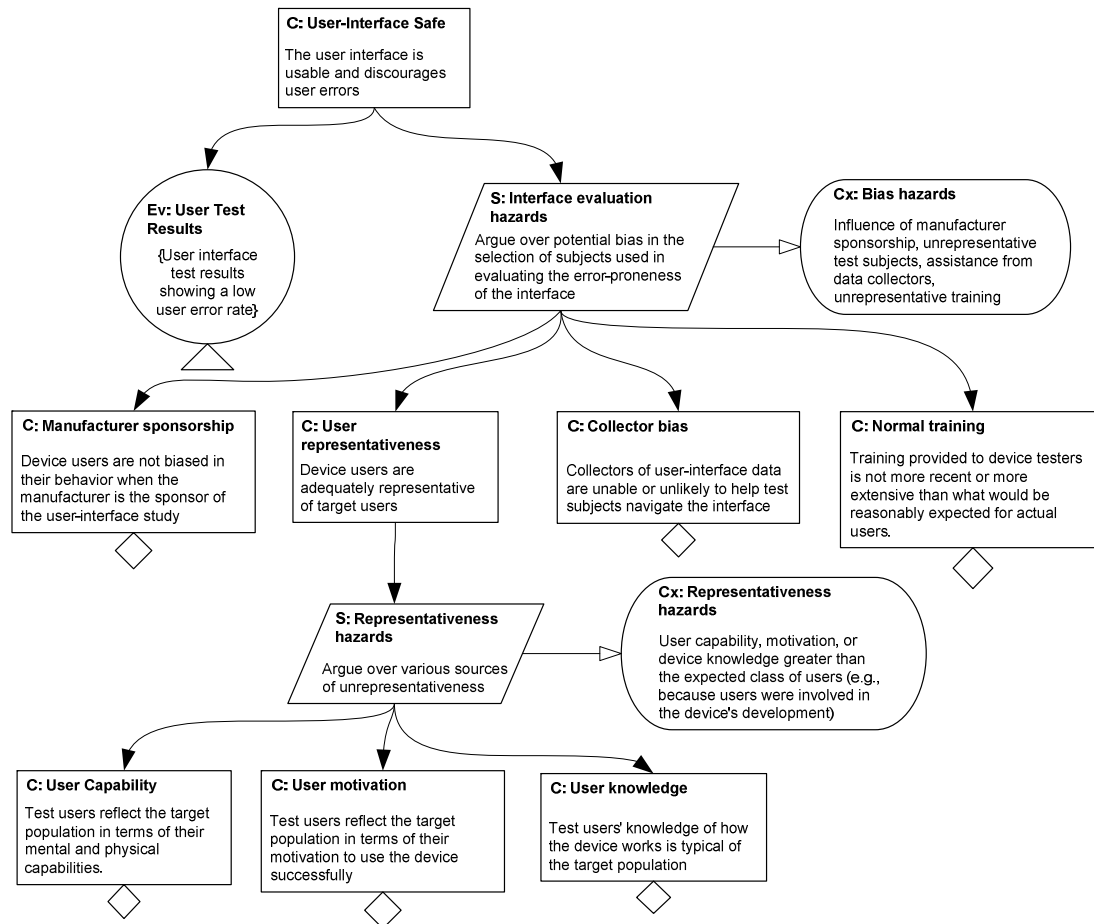 C: User-Interface Safe
The user interface is
usable and discourages
user errors
Ev: User Test
Results
{User interface
test results
showing a low
user error rate}
S: Interface evaluation
hazards
Argue over potential bias in the
selection of subjects used in
evaluating the error-proneness
of the interface
Cx: Bias hazards
Influence of manufacturer
sponsorship, unrepresentative
test subjects, assistance from
data collectors,
unrepresentative training
C: Manufacturer sponsorship
Device users are not biased in
their behavior when the
manufacturer is the sponsor of
the user-interface study
C: User
representativeness
Device users are
adequately representative
of target users
C: Collector bias
Collectors of user-interface data
are unable or unlikely to help test
subjects navigate the interface
C: Normal training
Training provided to device testers
is not more recent or more
extensive than what would be
reasonably expected for actual
users.
S: Representativeness
hazards
Argue over various sources
of unrepresentativeness
Cx: Representativeness
hazards
User capability, motivation, or
device knowledge greater than
the expected class of users (e.g.,
because users were involved in
the device's development)
C: User Capability
Test users reflect the target
population in terms of their
mental and physical
capabilities.
C: User motivation
Test users reflect the target
population in terms of their
motivation to use the device
successfully
C: User knowledge
Test users' knowledge of how
the device works is typical of
the target population